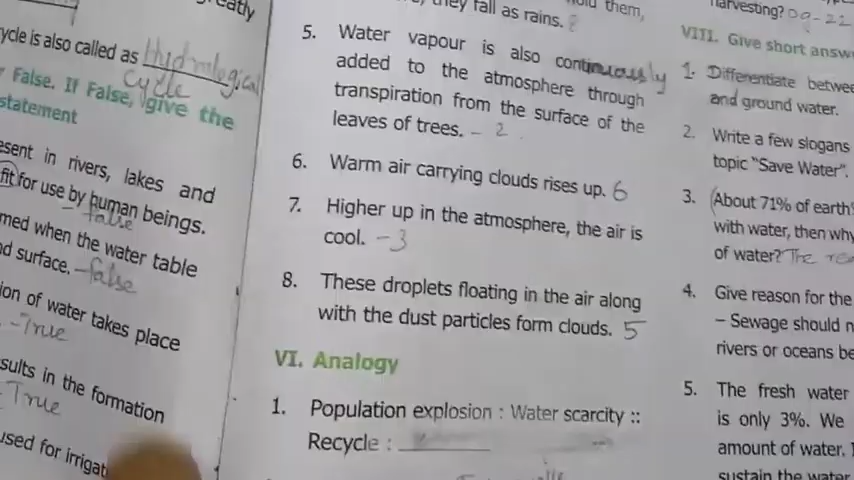 cycle is also called as Hydrological
cycle
False. If False, give the
statement
esent in rivers, lakes and
fit for use by human beings.
- false
med when the water table
d surface. - false
ion of water takes place
- True
sults in the formation
- True
used for irrigat
they fall as rains. 8
5. Water vapour is also continuously
added to the atmosphere through
transpiration from the surface of the
leaves of trees. - 2
6. Warm air carrying clouds rises up. 6
7. Higher up in the atmosphere, the air is
cool. - 3
8. These droplets floating in the air along
with the dust particles form clouds. 5
VI. Analogy
1. Population explosion : Water scarcity ::
Recycle :
them,
harvesting?
VIII. Give short answ
1. Differentiate betwee
and ground water.
2. Write a few slogans
topic "Save Water".
3. About 71% of earth'
with water, then why
of water? The
4. Give reason for the
– Sewage should n
rivers or oceans be
5. The fresh water
is only 3%. We
amount of water.
sustain the water